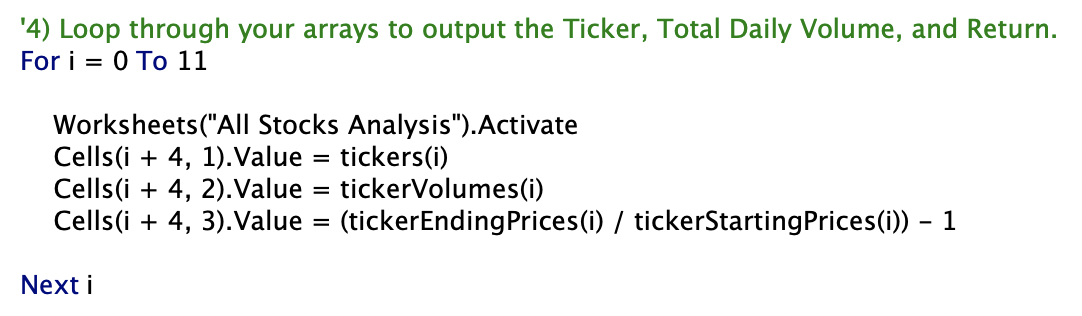 '4) Loop through your arrays to output the Ticker, Total Daily Volume, and Return.
For i = 0 To 11
Worksheets("All Stocks Analysis").Activate
Cells(i + 4, 1).Value = tickers(i)
Cells(i + 4, 2).Value = tickerVolumes(i)
Cells(i + 4, 3).Value = (tickerEndingPrices(i) / tickerStartingPrices(i)) - 1
Next i